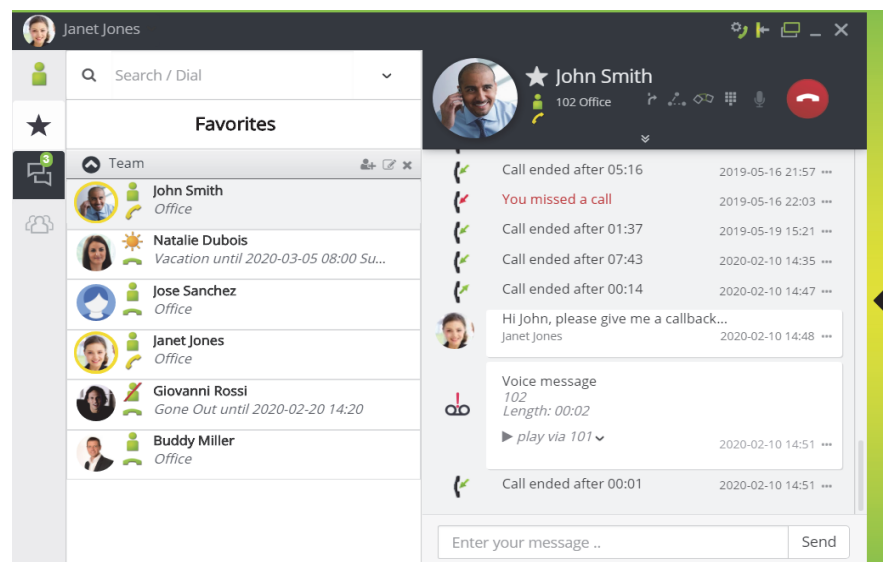 Janet Jones
Search / Dial
Favorites
3
Team
John Smith
Office
Natalie Dubois
Vacation until 2020-03-05 08:00 Su...
Jose Sanchez
Office
Janet Jones
Office
Giovanni Rossi
Gone Out until 2020-02-20 14:20
Buddy Miller
Office
John Smith
102 Office
Call ended after 05:16 2019-05-16 21:57
You missed a call 2019-05-16 22:03
Call ended after 01:37 2019-05-19 15:21
Call ended after 07:43 2020-02-10 14:35
Call ended after 00:14 2020-02-10 14:47
Hi John, please give me a callback...
Janet Jones 2020-02-10 14:48
Voice message
102
Length: 00:02
play via 101
2020-02-10 14:51
Call ended after 00:01 2020-02-10 14:51
Enter your message ..
Send